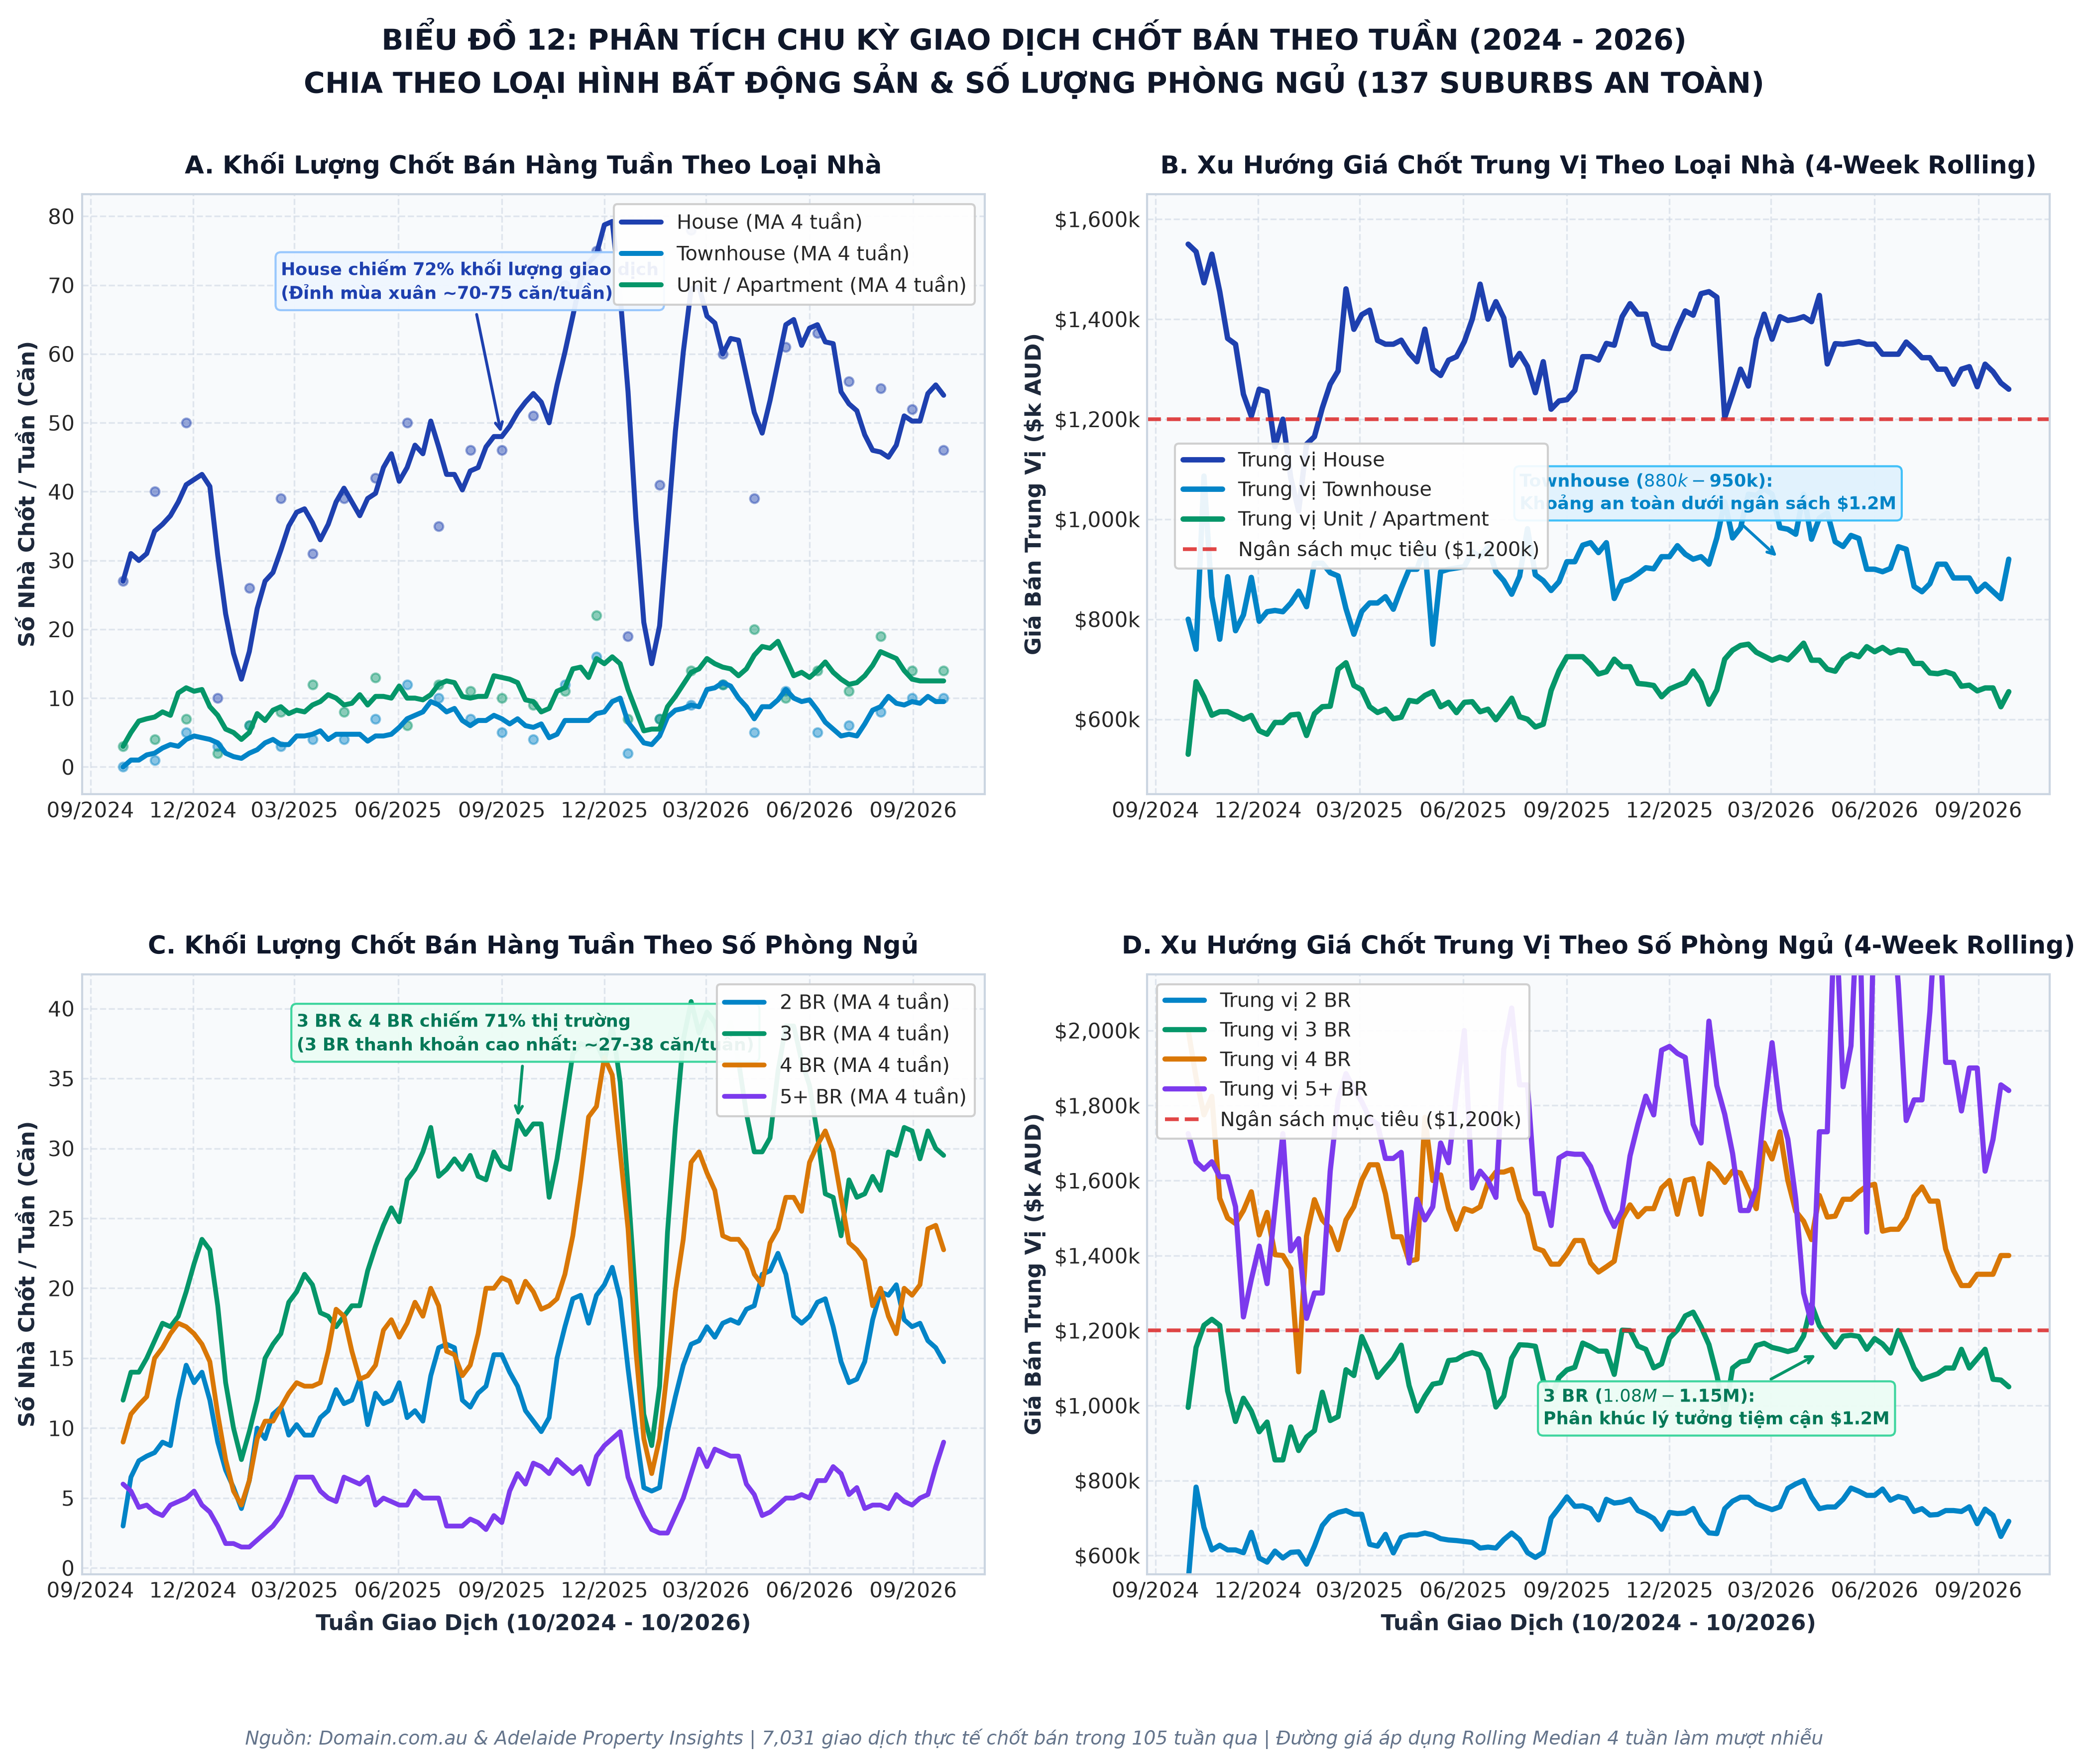 BIỂU ĐỒ 12: PHÂN TÍCH CHU KỲ GIAO DỊCH CHỐT BÁN THEO TUẦN (2024 - 2026)
CHIA THEO LOẠI HÌNH BẤT ĐỘNG SẢN & SỐ LƯỢNG PHÒNG NGỦ (137 SUBURBS AN TOÀN)
A. Khối Lượng Chốt Bán Hàng Tuần Theo Loại Nhà
Số Nhà Chốt / Tuần (Căn)
80
70
60
50
40
30
20
10
0
House chiếm 72% khối lượng giao dịch
(Đỉnh mùa xuân ~70-75 căn/tuần)
House (MA 4 tuần)
Townhouse (MA 4 tuần)
Unit / Apartment (MA 4 tuần)
09/2024 12/2024 03/2025 06/2025 09/2025 12/2025 03/2026 06/2026 09/2026
B. Xu Hướng Giá Chốt Trung Vị Theo Loại Nhà (4-Week Rolling)
Giá Bán Trung Vị ($k AUD)
$1,600k
$1,400k
$1,200k
$1,000k
$800k
$600k
Trung vị House
Trung vị Townhouse
Trung vị Unit / Apartment
Ngân sách mục tiêu ($1,200k)
Townhouse (880k − 950k):
Khoảng an toàn dưới ngân sách $1.2M
09/2024 12/2024 03/2025 06/2025 09/2025 12/2025 03/2026 06/2026 09/2026
C. Khối Lượng Chốt Bán Hàng Tuần Theo Số Phòng Ngủ
Số Nhà Chốt / Tuần (Căn)
40
35
30
25
20
15
10
5
0
3 BR & 4 BR chiếm 71% thị trường
(3 BR thanh khoản cao nhất: ~27-38 căn/tuần)
2 BR (MA 4 tuần)
3 BR (MA 4 tuần)
4 BR (MA 4 tuần)
5+ BR (MA 4 tuần)
09/2024 12/2024 03/2025 06/2025 09/2025 12/2025 03/2026 06/2026 09/2026
Tuần Giao Dịch (10/2024 - 10/2026)
D. Xu Hướng Giá Chốt Trung Vị Theo Số Phòng Ngủ (4-Week Rolling)
Giá Bán Trung Vị ($k AUD)
$2,000k
$1,800k
$1,600k
$1,400k
$1,200k
$1,000k
$800k
$600k
Trung vị 2 BR
Trung vị 3 BR
Trung vị 4 BR
Trung vị 5+ BR
Ngân sách mục tiêu ($1,200k)
3 BR (1.08M − 1.15M):
Phân khúc lý tưởng tiệm cận $1.2M
09/2024 12/2024 03/2025 06/2025 09/2025 12/2025 03/2026 06/2026 09/2026
Tuần Giao Dịch (10/2024 - 10/2026)
Nguồn: Domain.com.au & Adelaide Property Insights | 7,031 giao dịch thực tế chốt bán trong 105 tuần qua | Đường giá áp dụng Rolling Median 4 tuần làm mượt nhiễu